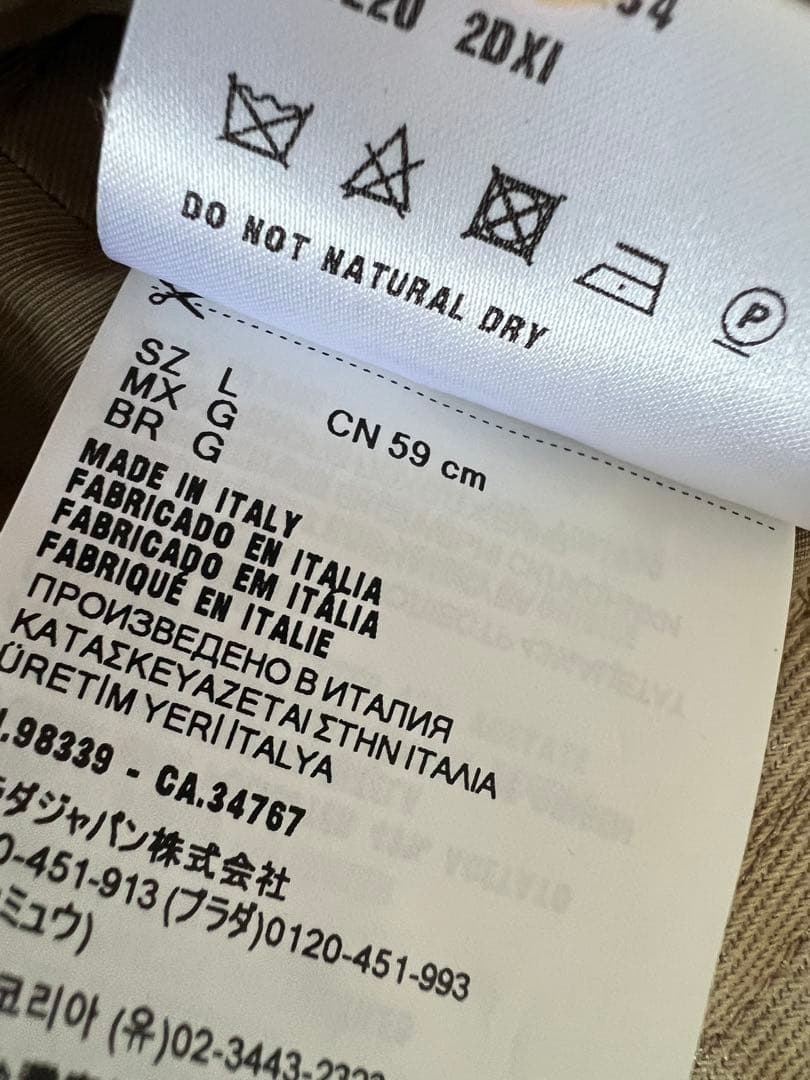 2DXI
DO NOT NATURAL DRY
P
SZ L
MX G
BR G
CN 59 cm
MADE IN ITALY
FABRICADO EN ITALIA
FABRICADO EM ITÁLIA
FABRIQUÉ EN ITALIE
ПРОИЗВЕДЕНО В ИТАЛИЯ
ΚΑΤΑΣΚΕΥΑΖΕΤΑΙ ΣΤΗΝ ΙΤΑΛΙΑ
ÜRETİM YERİ İTALYA
.98339 - CA.34767
ラダジャパン株式会社
0-451-913 (プラダ)0120-451-993
ミュウ)
코리아 (유)02-3443-